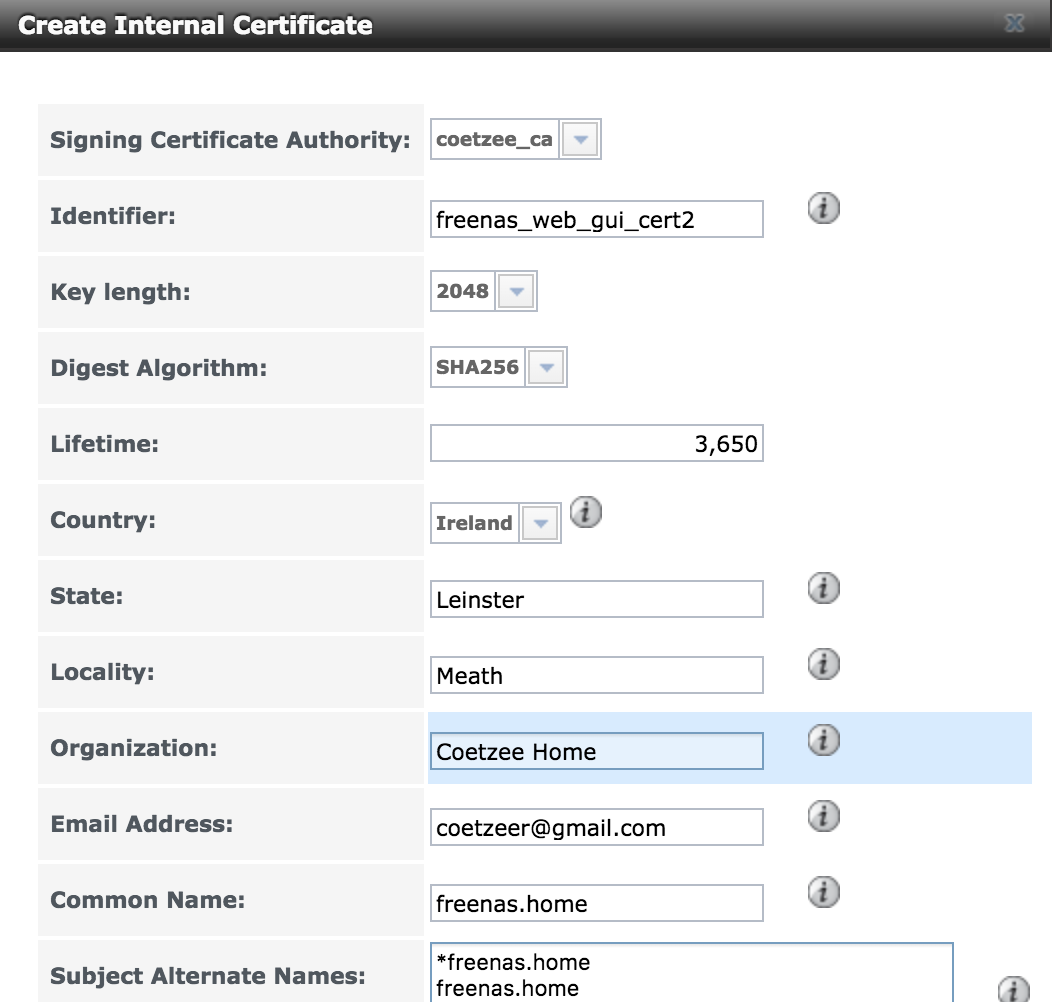 Create Internal Certificate
Signing Certificate Authority: coetzee_ca
Identifier: freenas_web_gui_cert2
Key length: 2048
Digest Algorithm: SHA256
Lifetime: 3,650
Country: Ireland
State: Leinster
Locality: Meath
Organization: Coetzee Home
Email Address: coetzeer@gmail.com
Common Name: freenas.home
Subject Alternate Names: *freenas.home
freenas.home